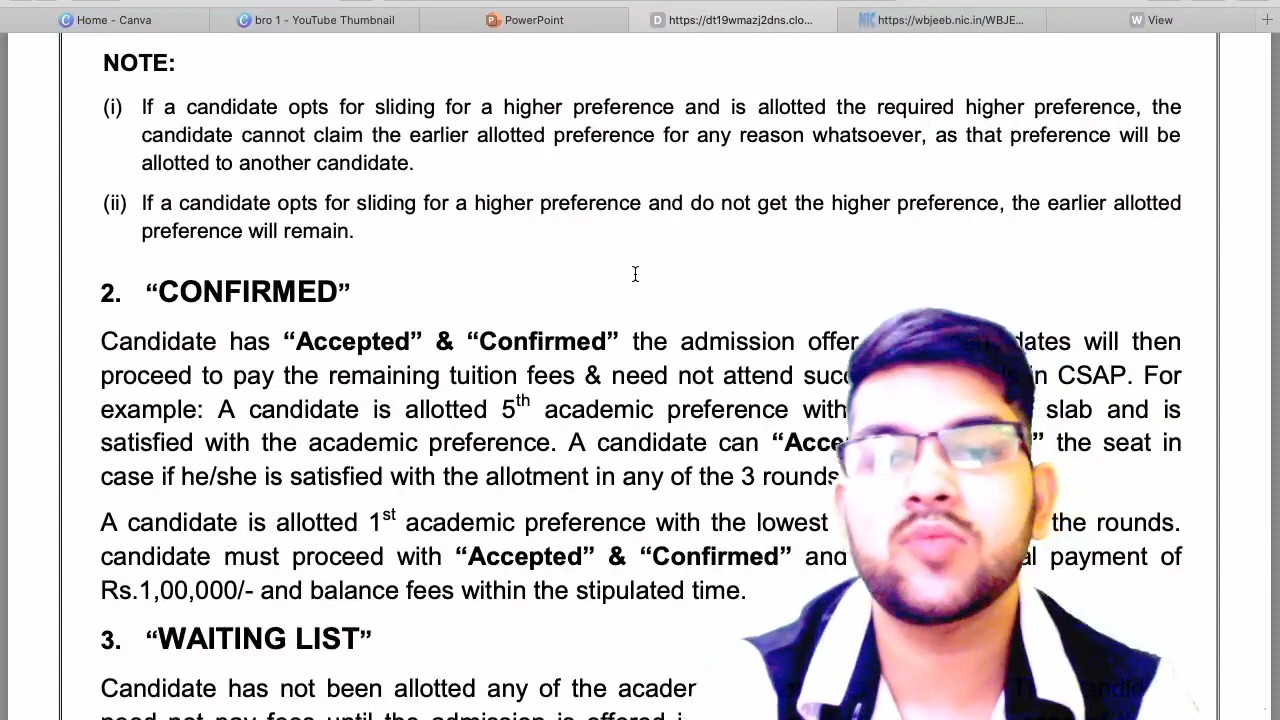 Home - Canva
bro 1 - YouTube Thumbnail
PowerPoint
https://dt19wmazj2dns.clo...
https://wbjeeb.nic.in/WBJE...
View
NOTE:
(i) If a candidate opts for sliding for a higher preference and is allotted the required higher preference, the
candidate cannot claim the earlier allotted preference for any reason whatsoever, as that preference will be
allotted to another candidate.
(ii) If a candidate opts for sliding for a higher preference and do not get the higher preference, the earlier allotted
preference will remain.
2. “CONFIRMED”
Candidate has “Accepted” & “Confirmed” the admission offer will then
proceed to pay the remaining tuition fees & need not attend in CSAP. For
example: A candidate is allotted 5th academic preference with slab and is
satisfied with the academic preference. A candidate can the seat in
case if he/she is satisfied with the allotment in any of the 3 rounds
A candidate is allotted 1st academic preference with the lowest the rounds.
candidate must proceed with “Accepted” & “Confirmed” and payment of
Rs.1,00,000/- and balance fees within the stipulated time.
3. “WAITING LIST”
Candidate has not been allotted any of the
need not pay fees until the admission is offered